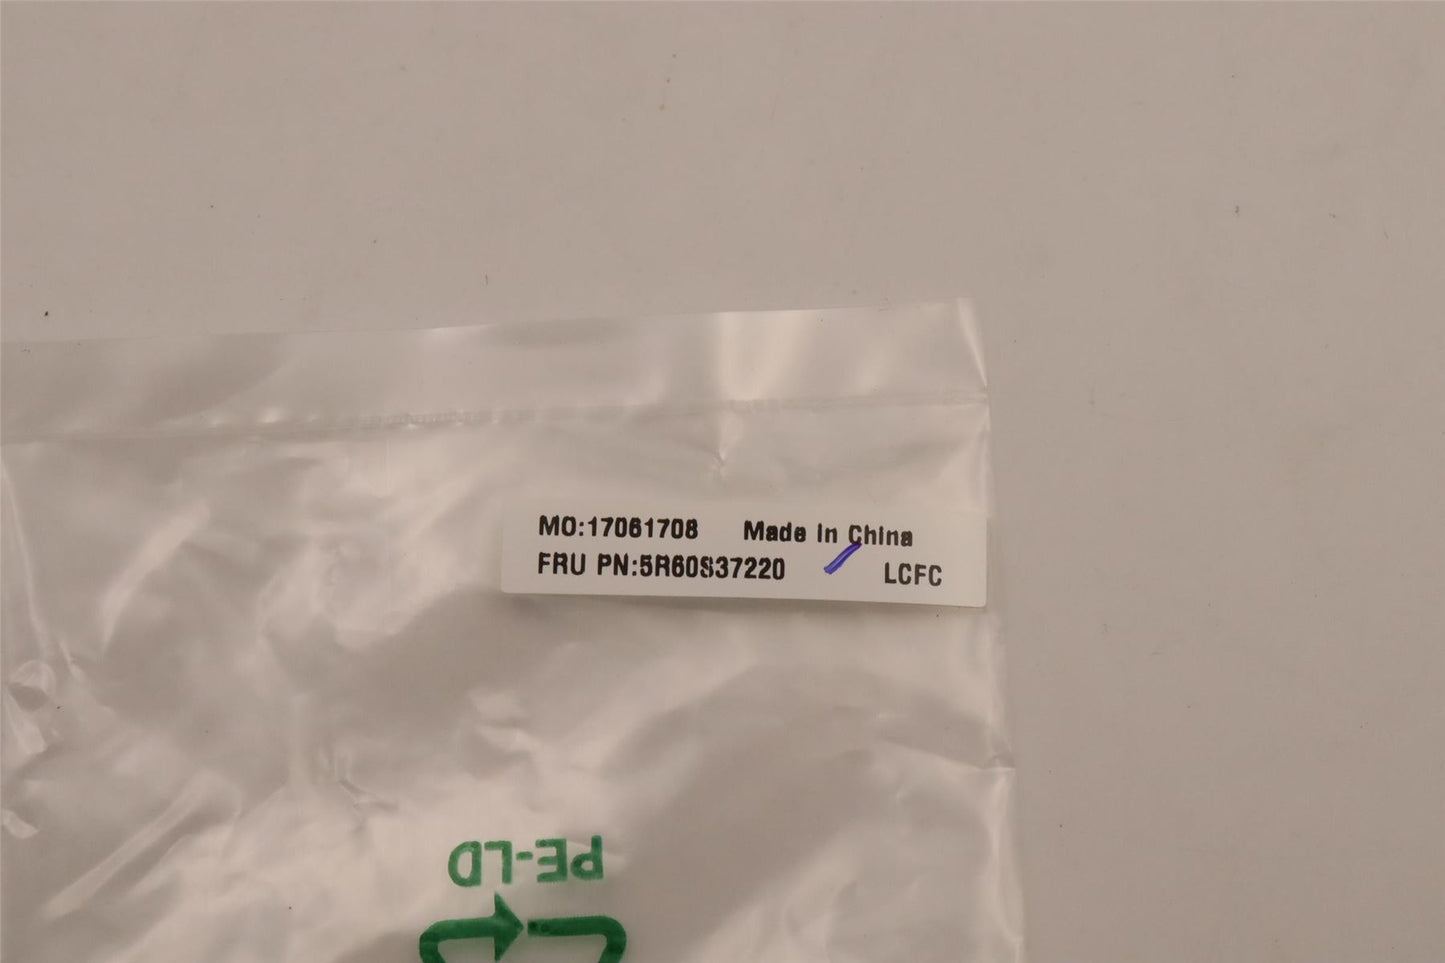 MO:17061708 Made In China
FRU PN:5R60S37220 LCFC
PE-LD